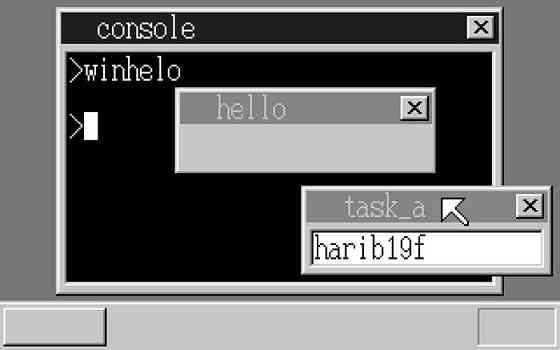 console
>winhelo
hello
>
task_a
harib19f